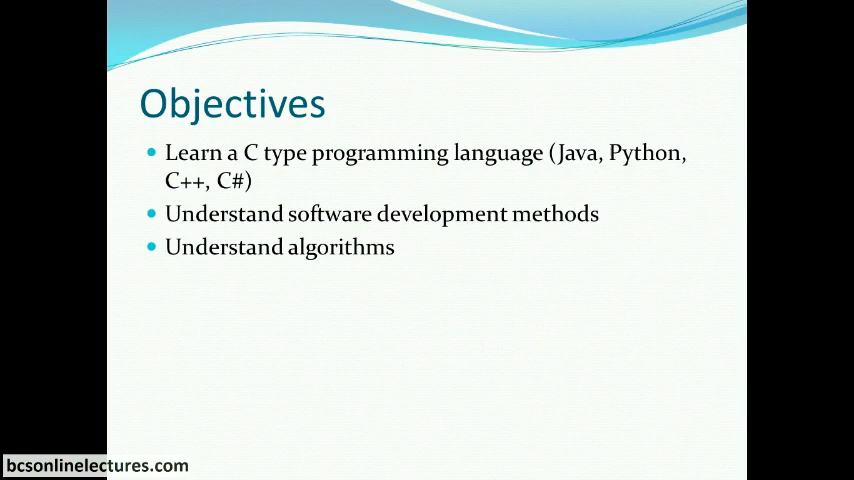 Objectives
Learn a C type programming language (Java, Python,
C++, C#)
Understand software development methods
Understand algorithms
bcsonlinelectures.com